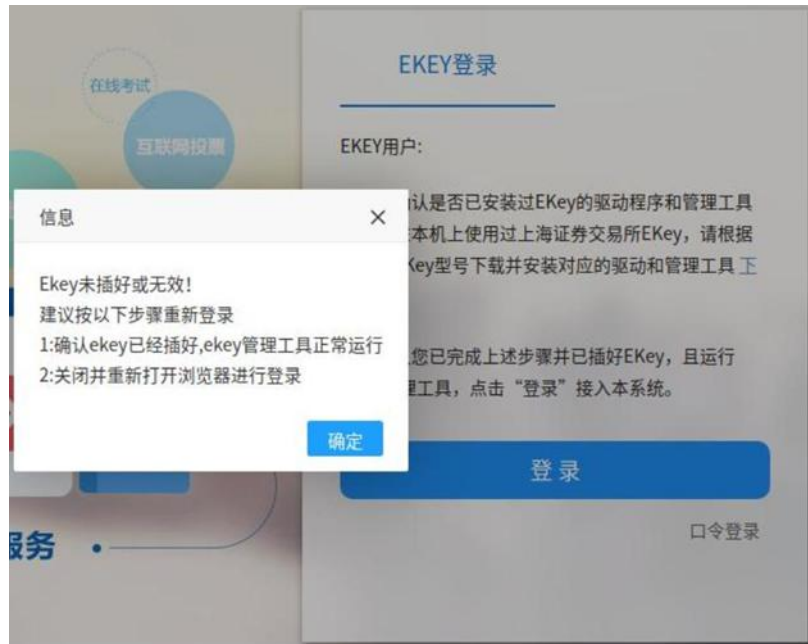 在线考试
互联网投票
EKEY登录
EKEY用户:
认是否已安装过EKey的驱动程序和管理工具
本机上使用过上海证券交易所EKey，请根据
Key型号下载并安装对应的驱动和管理工具 下
您已完成上述步骤并已插好EKey，且运行
理工具，点击“登录”接入本系统。
登 录
口令登录
信息
Ekey未插好或无效!
建议按以下步骤重新登录
1:确认ekey已经插好,ekey管理工具正常运行
2:关闭并重新打开浏览器进行登录
确定
服务